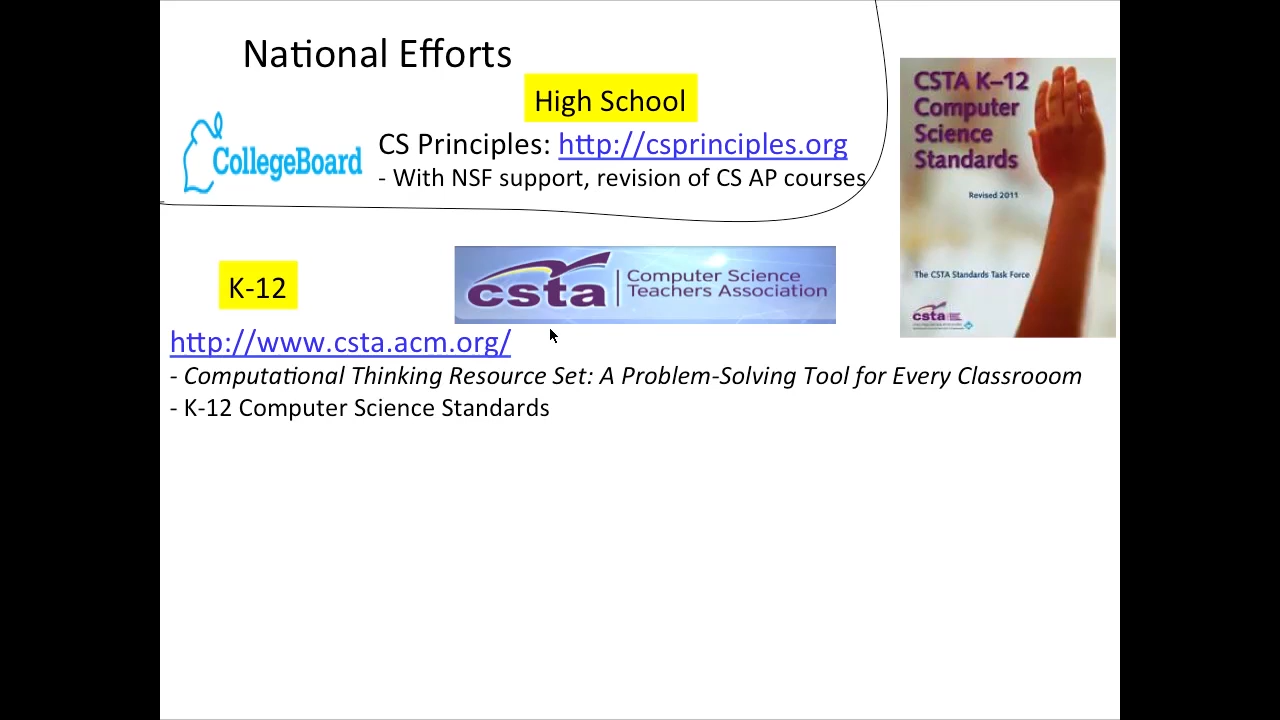 National Efforts
High School
CollegeBoard
CS Principles: http://csprinciples.org
- With NSF support, revision of CS AP courses
CSTA K–12
Computer
Science
Standards
Revised 2011
The CSTA Standards Task Force
csta
K-12
csta
Computer Science
Teachers Association
http://www.csta.acm.org/
- Computational Thinking Resource Set: A Problem-Solving Tool for Every Classrooom
- K-12 Computer Science Standards